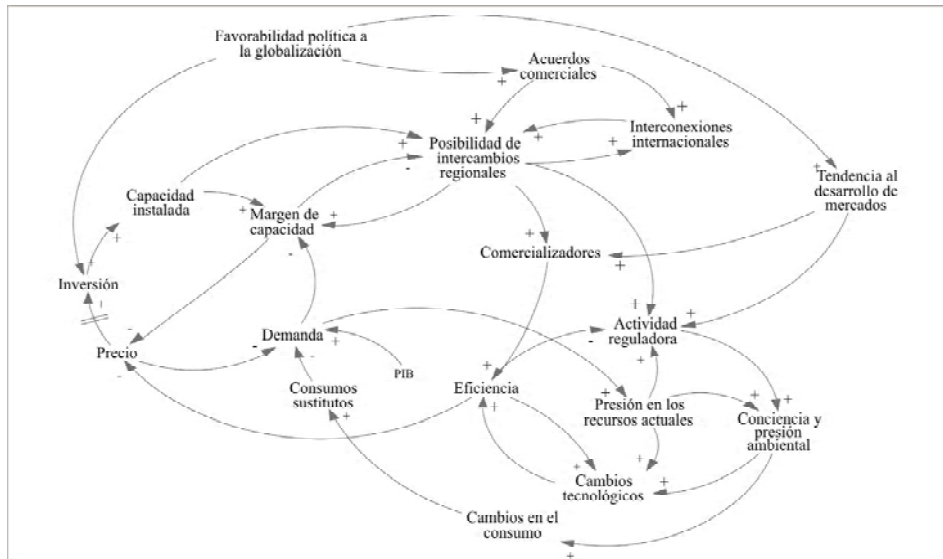 Favorabilidad política a
la globalización
Acuerdos
comerciales
Interconexiones
internacionales
Posibilidad de
intercambios
regionales
Tendencia al
desarrollo de
mercados
Capacidad
instalada
Margen de
capacidad
Comercializadores
Inversión
Actividad
reguladora
Demanda
Precio
PIB
Consumos
sustitutos
Eficiencia
Presión en los
recursos actuales
Conciencia y
presión
ambiental
Cambios
tecnológicos
Cambios en el
consumo